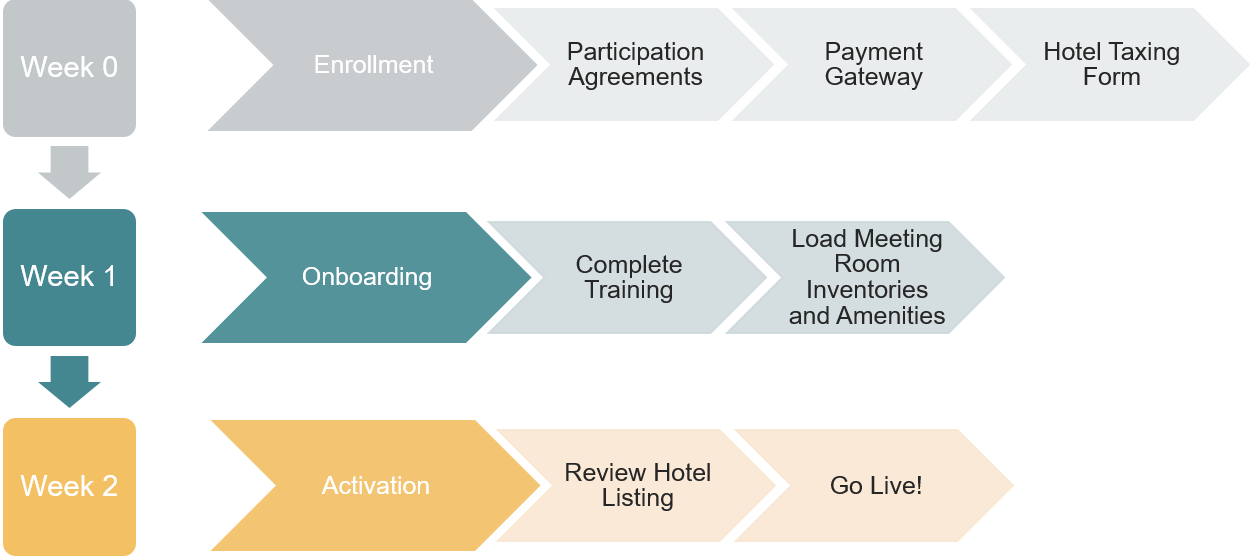 Week 0
Enrollment
Participation
Agreements
Payment
Gateway
Hotel Taxing
Form
Week 1
Onboarding
Complete
Training
Load Meeting
Room
Inventories
and Amenities
Week 2
Activation
Review Hotel
Listing
Go Live!